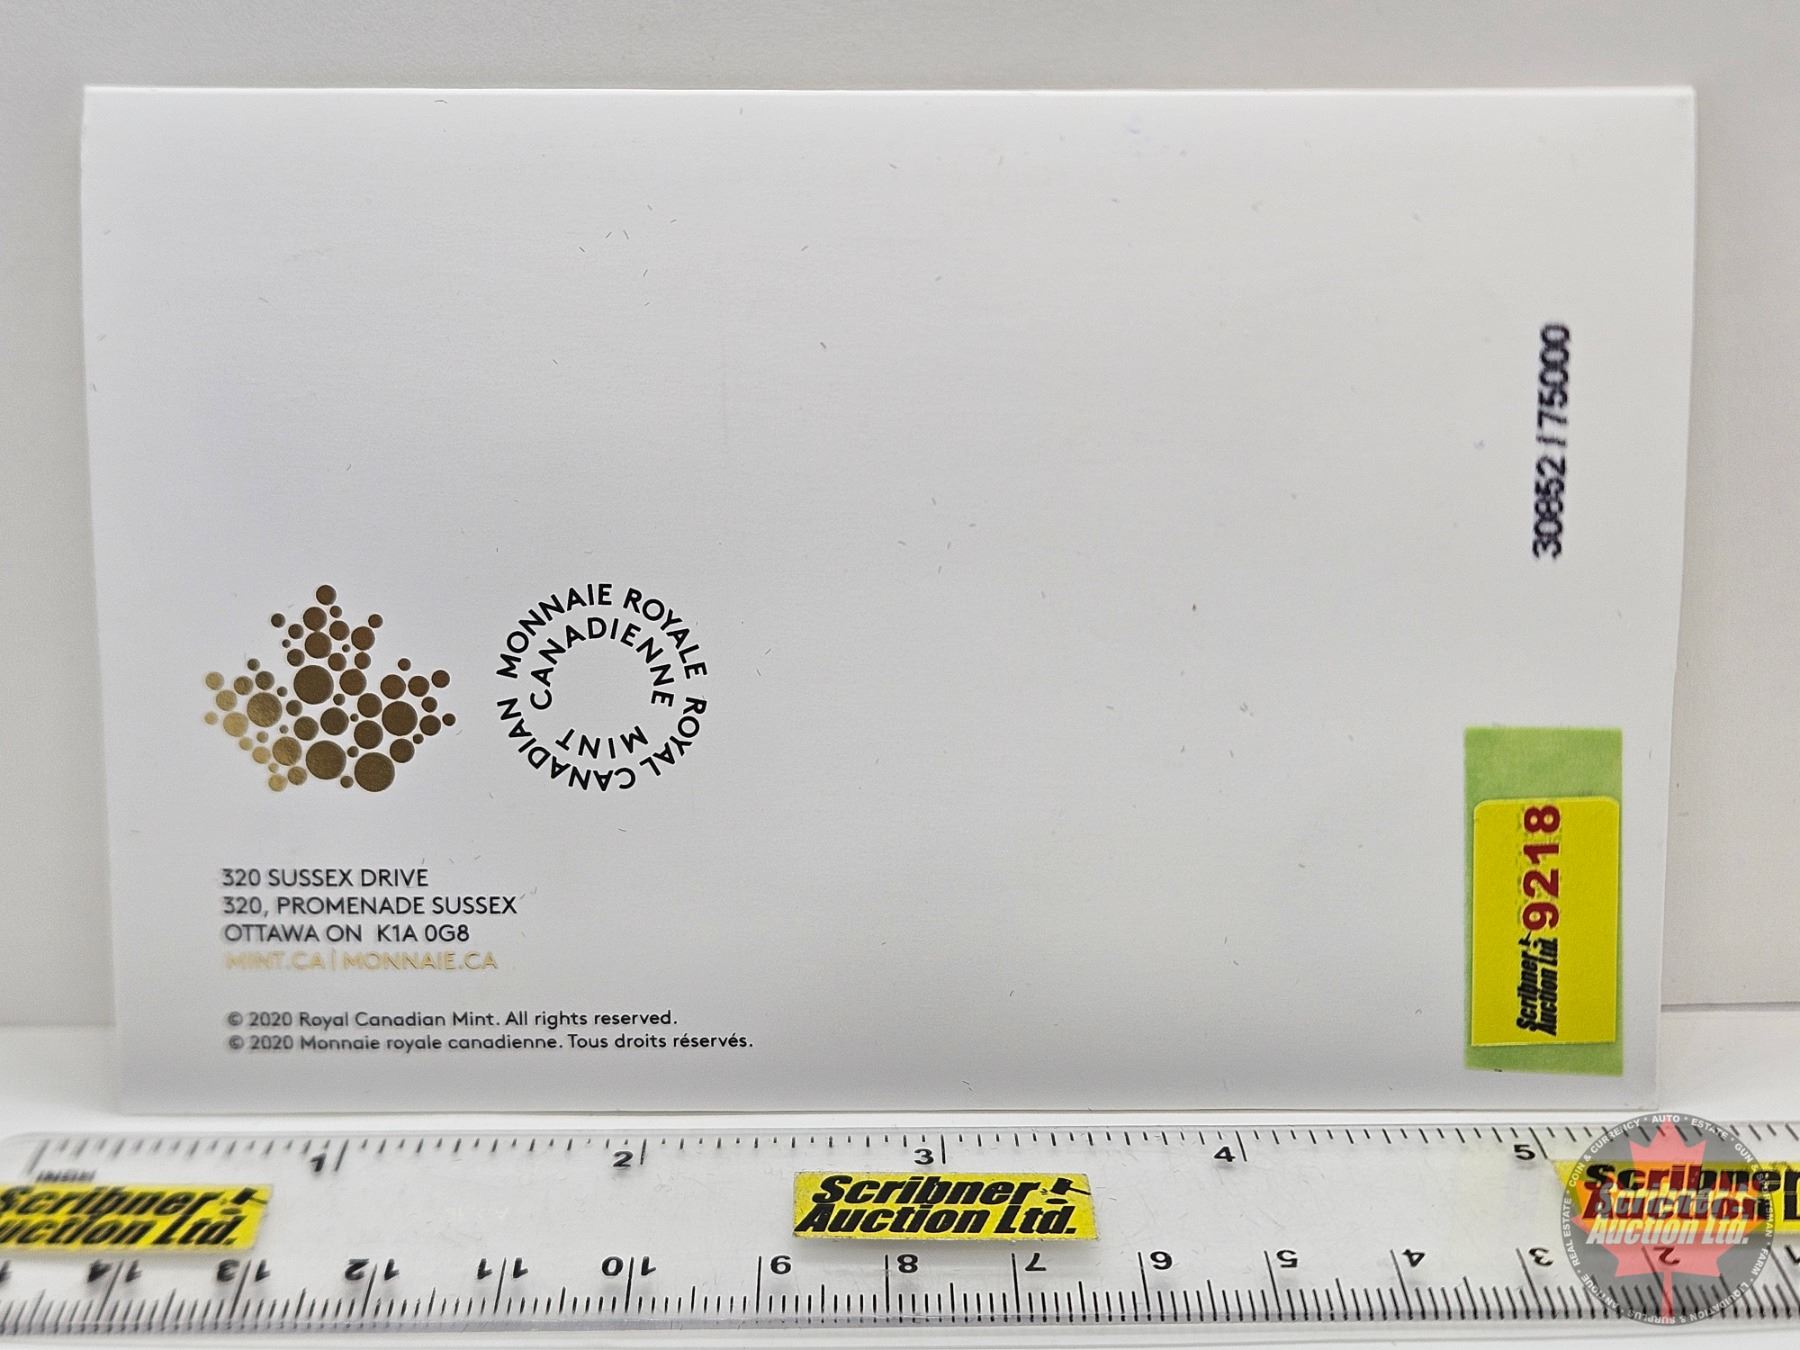 30852 / 75000
MONNAIE ROYALE CANADIENNE
ROYAL CANADIAN MINT
320 SUSSEX DRIVE
320, PROMENADE SUSSEX
OTTAWA ON K1A 0G8
MINT.CA | MONNAIE.CA
© 2020 Royal Canadian Mint. All rights reserved.
© 2020 Monnaie royale canadienne. Tous droits réservés.
Scribner
Auction Ltd.
9218
1 2 3 4 5
Scribner
Auction Ltd.
Scribner
Auction Ltd.
Scribner
Auction Ltd.
14 13 12 11 10 9 8 7 6 5 4 3 2 1